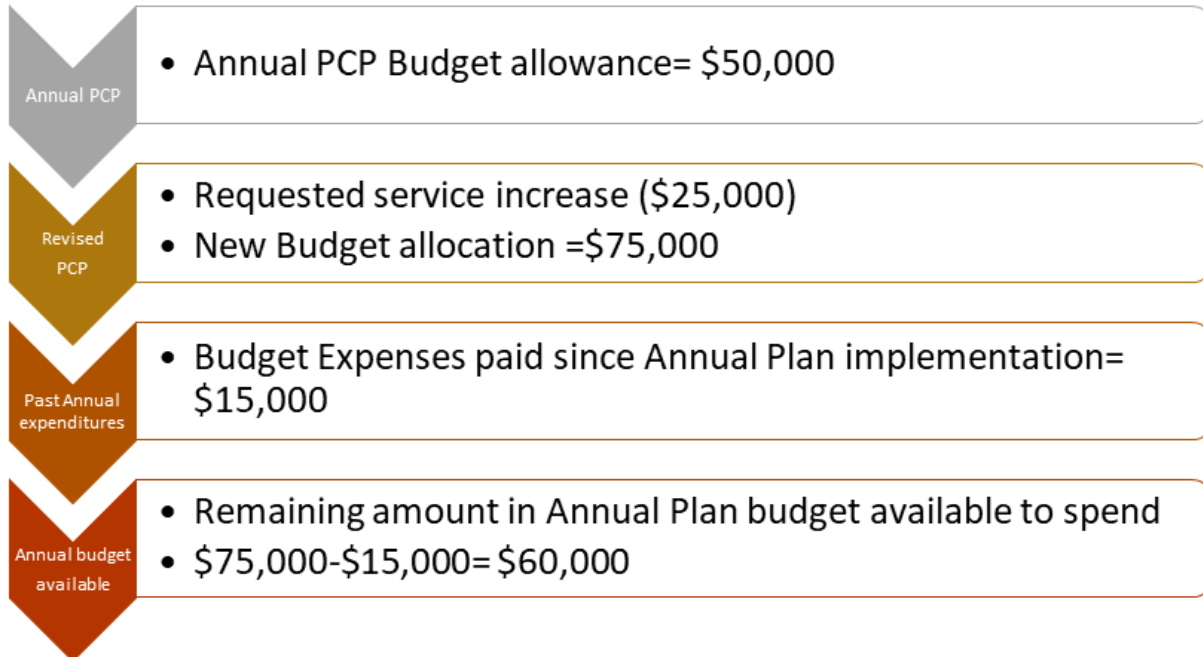 Annual PCP
• Annual PCP Budget allowance= $50,000
Revised
PCP
• Requested service increase ($25,000)
• New Budget allocation =$75,000
Past Annual
expenditures
• Budget Expenses paid since Annual Plan implementation=
$15,000
Annual budget
available
• Remaining amount in Annual Plan budget available to spend
• $75,000-$15,000= $60,000